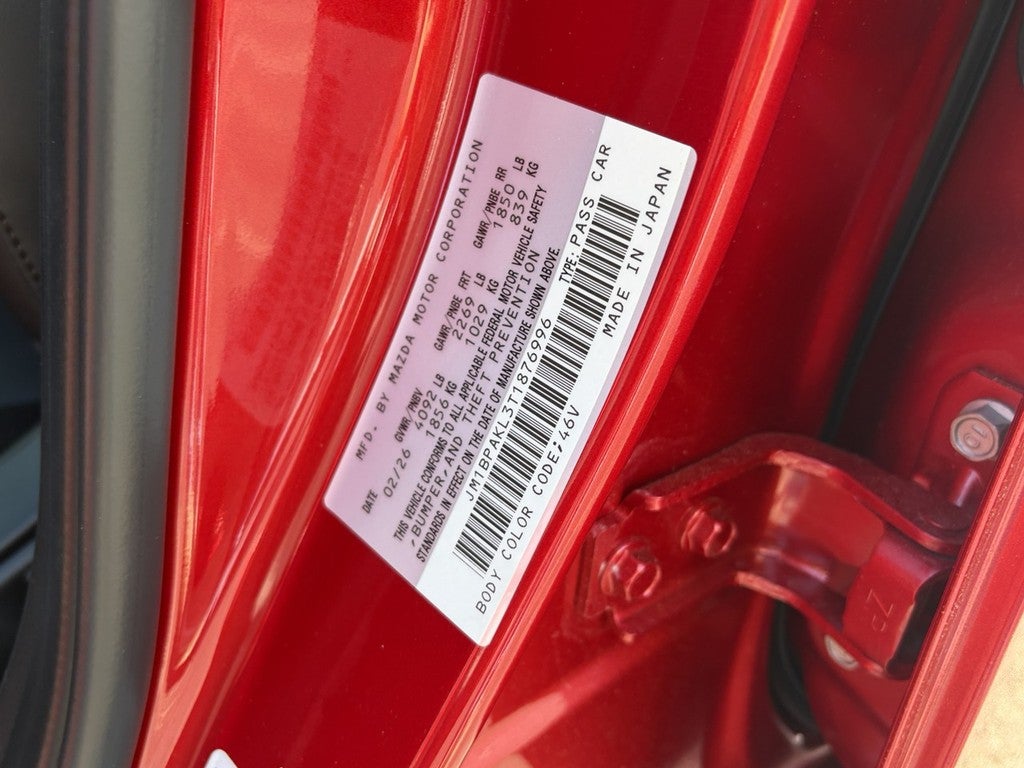 MFD. BY MAZDA MOTOR CORPORATION
DATE GVWR/PNBV GAWR/PNBE FRT GAWR/PNBE RR
02/26 4092 LB 2269 LB 1850 LB
1856 KG 1029 KG 839 KG
THIS VEHICLE CONFORMS TO ALL APPLICABLE FEDERAL MOTOR VEHICLE SAFETY
,BUMPER,AND THEFT PREVENTION
STANDARDS IN EFFECT ON THE DATE OF MANUFACTURE SHOWN ABOVE.
JM1BPAKL3T1876996 TYPE: PASS CAR
BODY COLOR CODE;46V MADE IN JAPAN
10